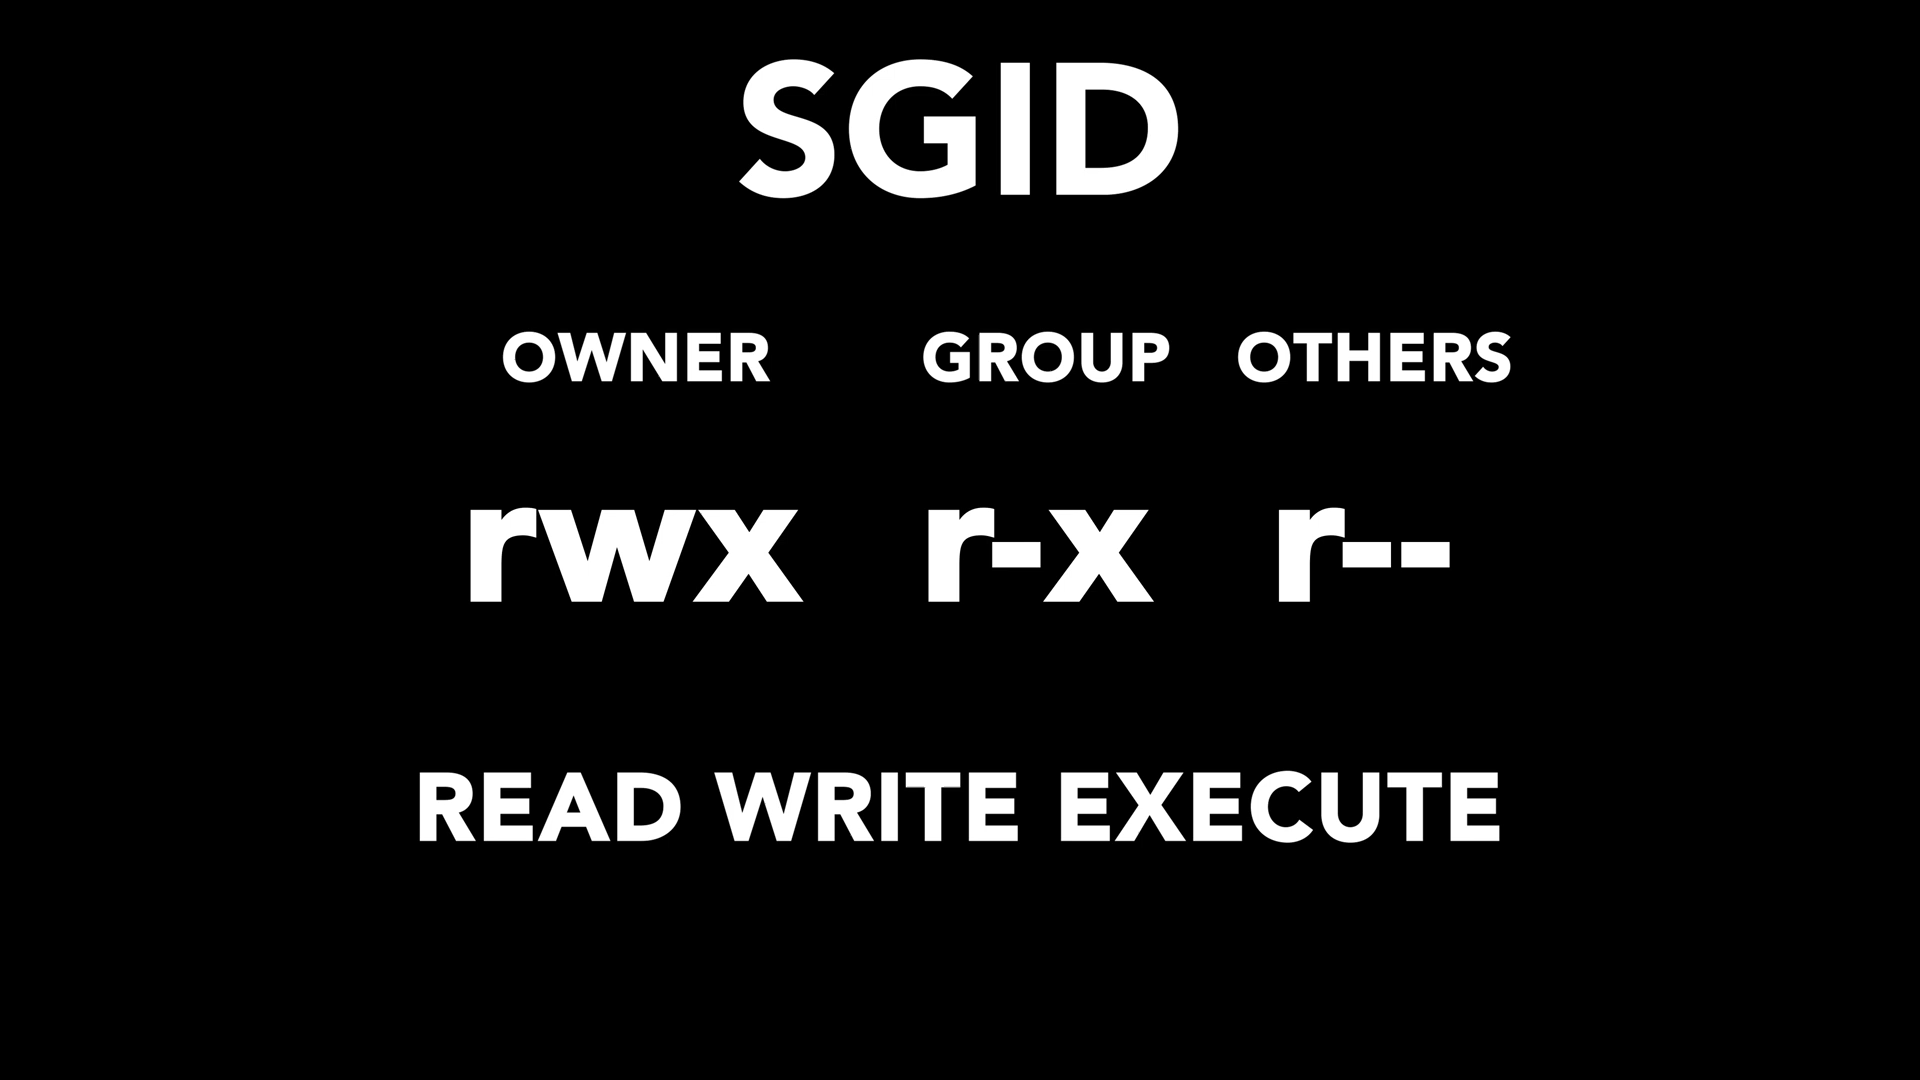 SGID
OWNER GROUP OTHERS
rwx r-x r--
READ WRITE EXECUTE